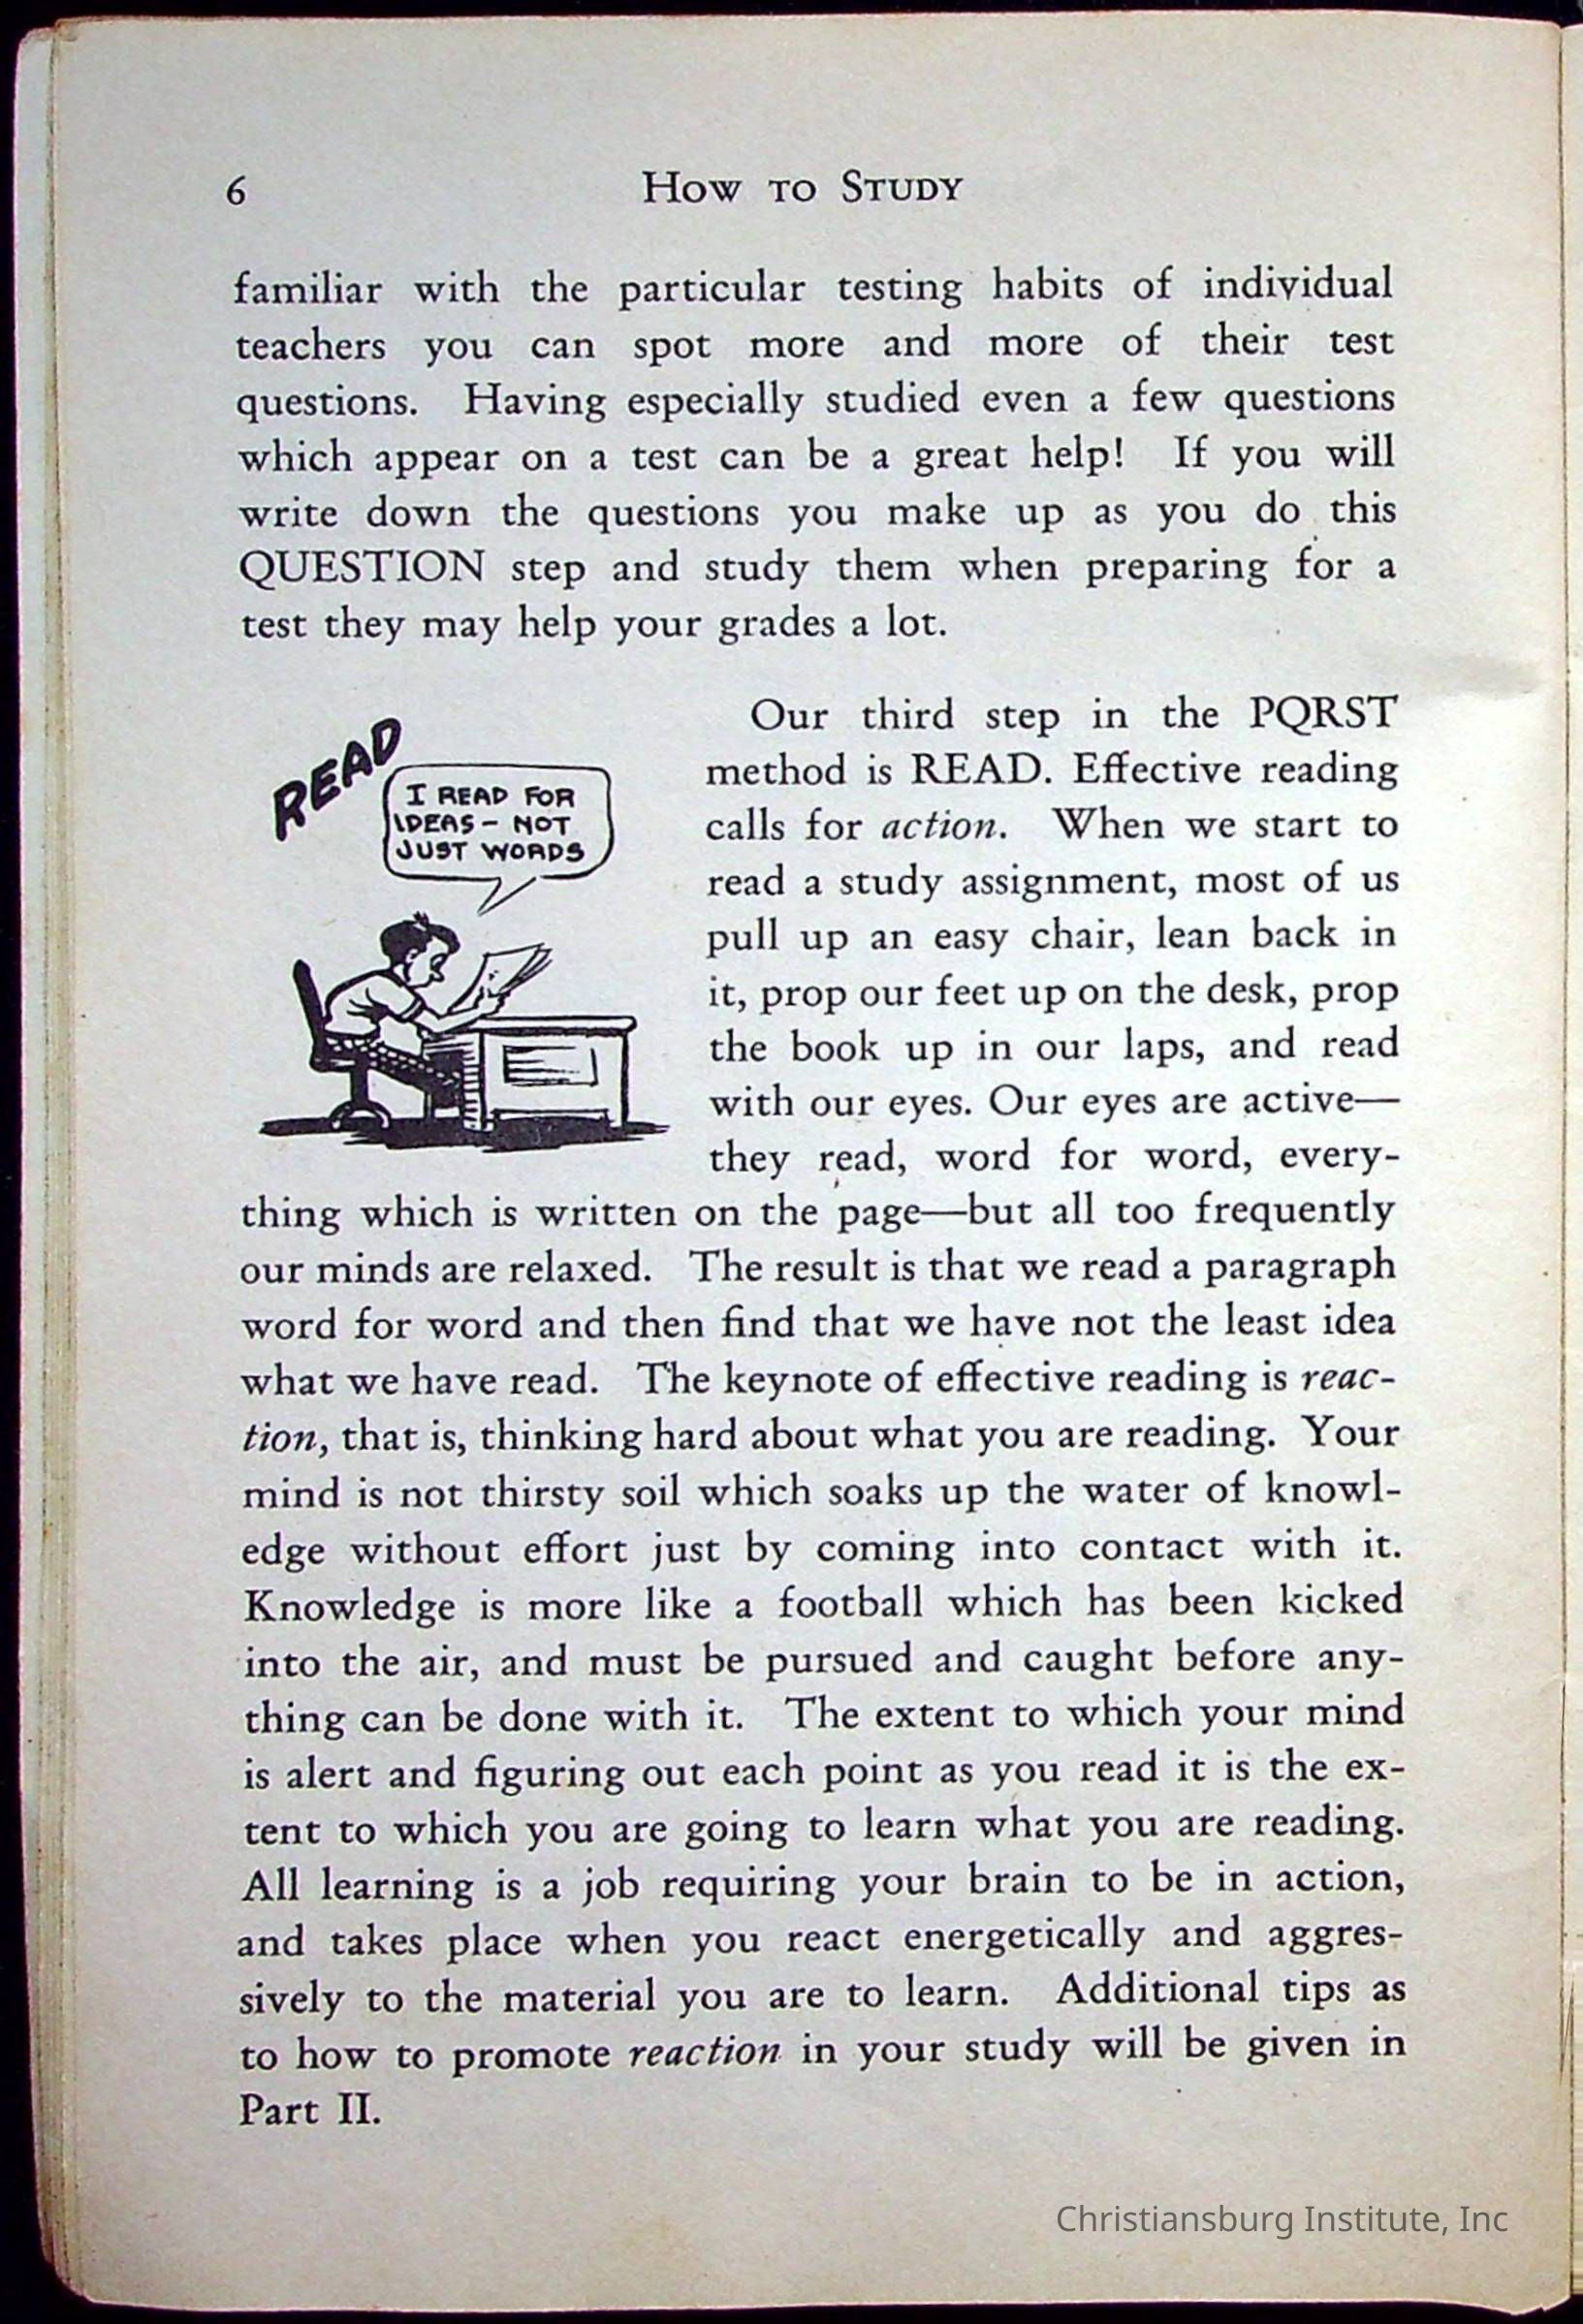 6
How to Study
familiar with the particular testing habits of individual
teachers you can spot more and more of their test
questions. Having especially studied even a few questions
which appear on a test can be a great help! If you will
write down the questions you make up as you do this
QUESTION step and study them when preparing for a
test they may help your grades a lot.
READ
I READ FOR
IDEAS – NOT
JUST WORDS
Our third step in the PQRST
method is READ. Effective reading
calls for action. When we start to
read a study assignment, most of us
pull up an easy chair, lean back in
it, prop our feet up on the desk, prop
the book up in our laps, and read
with our eyes. Our eyes are active—
they read, word for word, every-
thing which is written on the page—but all too frequently
our minds are relaxed. The result is that we read a paragraph
word for word and then find that we have not the least idea
what we have read. The keynote of effective reading is reac-
tion, that is, thinking hard about what you are reading. Your
mind is not thirsty soil which soaks up the water of knowl-
edge without effort just by coming into contact with it.
Knowledge is more like a football which has been kicked
into the air, and must be pursued and caught before any-
thing can be done with it. The extent to which your mind
is alert and figuring out each point as you read it is the ex-
tent to which you are going to learn what you are reading.
All learning is a job requiring your brain to be in action,
and takes place when you react energetically and aggres-
sively to the material you are to learn. Additional tips as
to how to promote reaction in your study will be given in
Part II.
Christiansburg Institute, Inc